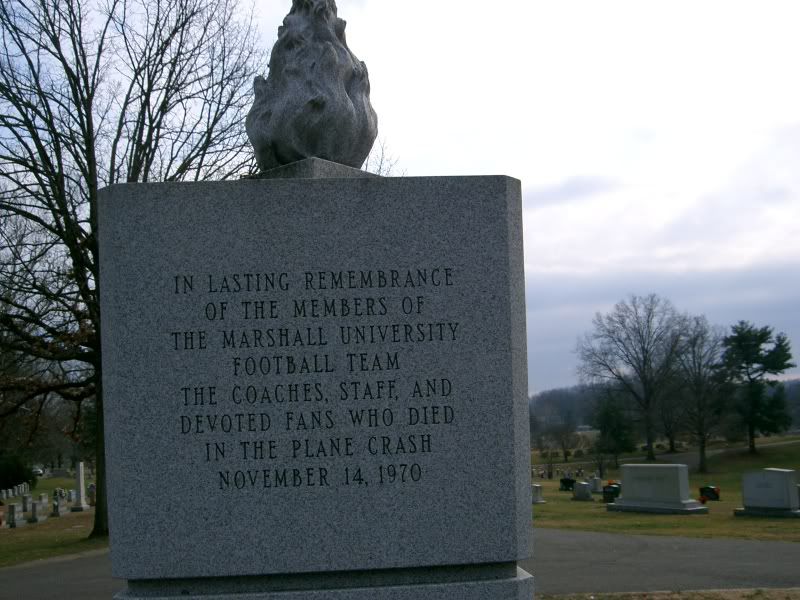 IN LASTING REMEMBRANCE
OF THE MEMBERS OF
THE MARSHALL UNIVERSITY
FOOTBALL TEAM
THE COACHES, STAFF, AND
DEVOTED FANS WHO DIED
IN THE PLANE CRASH
NOVEMBER 14, 1970